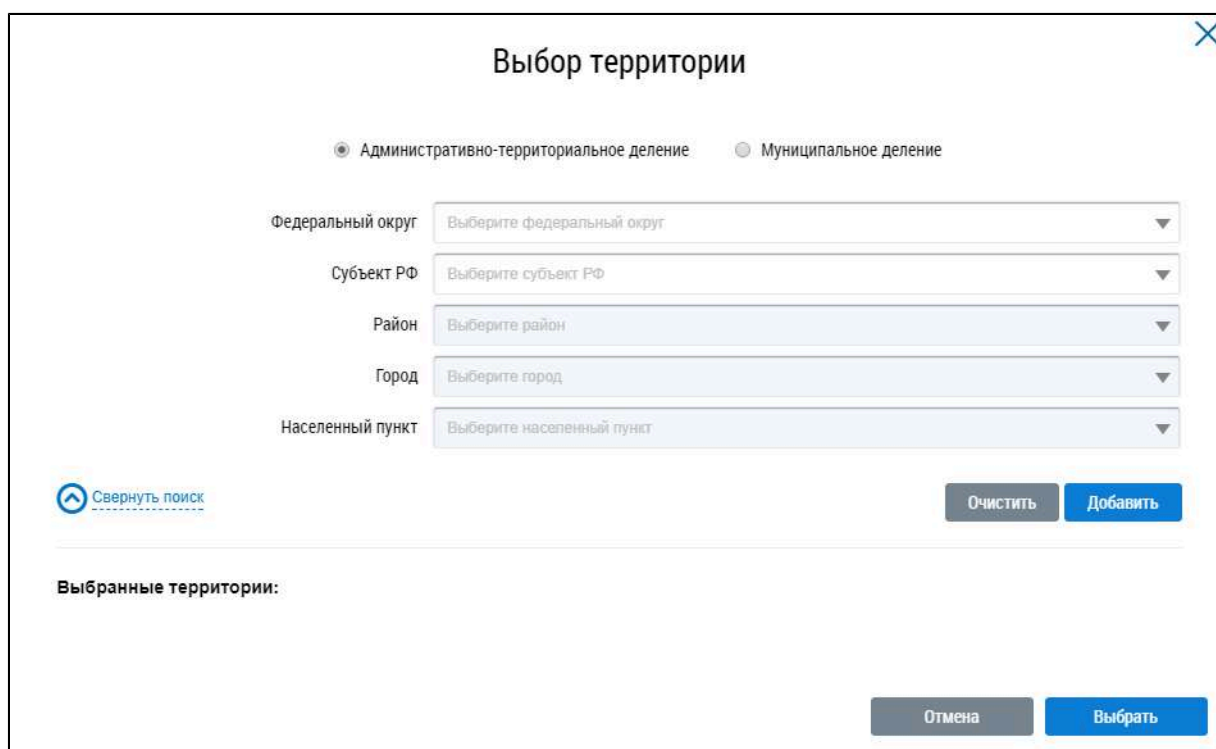 Выбор территории
Административно-территориальное деление Муниципальное деление
Федеральный округ Выберите федеральный округ
Субъект РФ Выберите субъект РФ
Район Выберите район
Город Выберите город
Населенный пункт Выберите населенный пункт
Свернуть поиск Очистить Добавить
Выбранные территории:
Отмена Выбрать